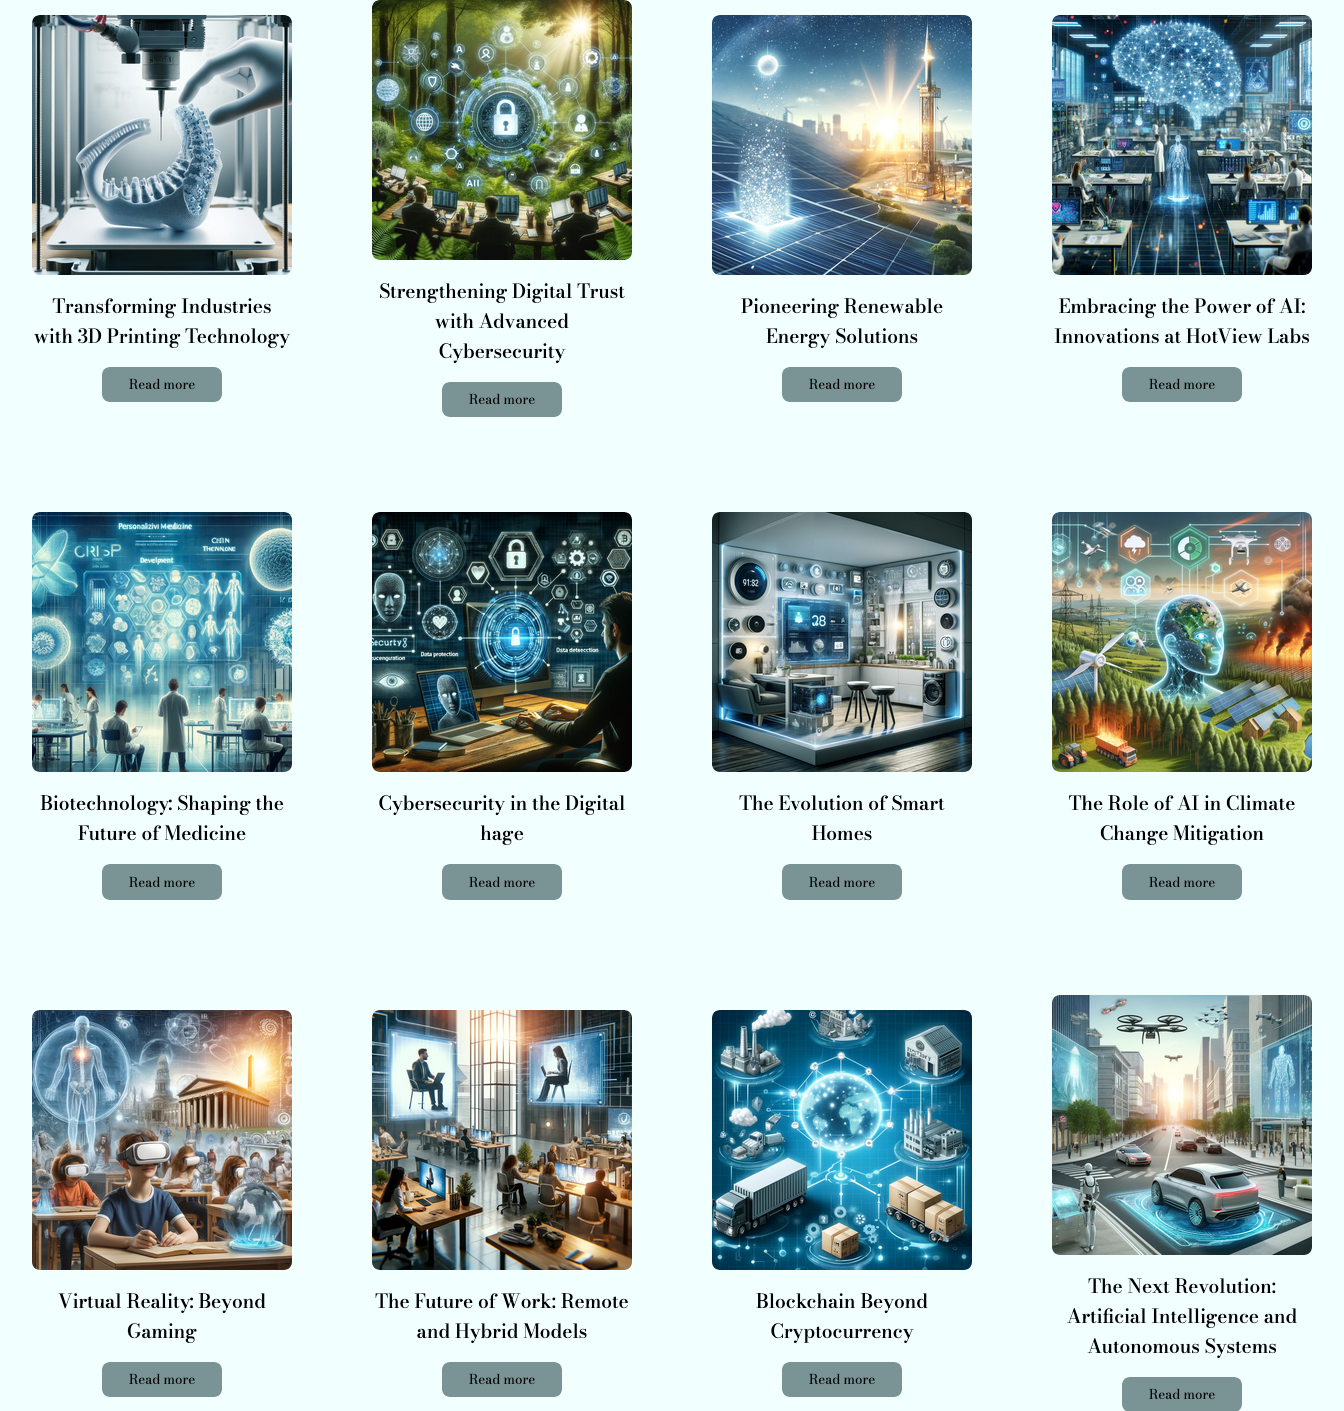 Transforming Industries
with 3D Printing Technology
Read more
Strengthening Digital Trust
with Advanced
Cybersecurity
Read more
Pioneering Renewable
Energy Solutions
Read more
Embracing the Power of AI:
Innovations at HotView Labs
Read more
Personalizivi Medicine
CRISP
Development
Biotechnology: Shaping the
Future of Medicine
Read more
Data protection
Cybersecurity in the Digital
hage
Read more
91:32
28
The Evolution of Smart
Homes
Read more
The Role of AI in Climate
Change Mitigation
Read more
Virtual Reality: Beyond
Gaming
Read more
The Future of Work: Remote
and Hybrid Models
Read more
Blockchain Beyond
Cryptocurrency
Read more
The Next Revolution:
Artificial Intelligence and
Autonomous Systems
Read more